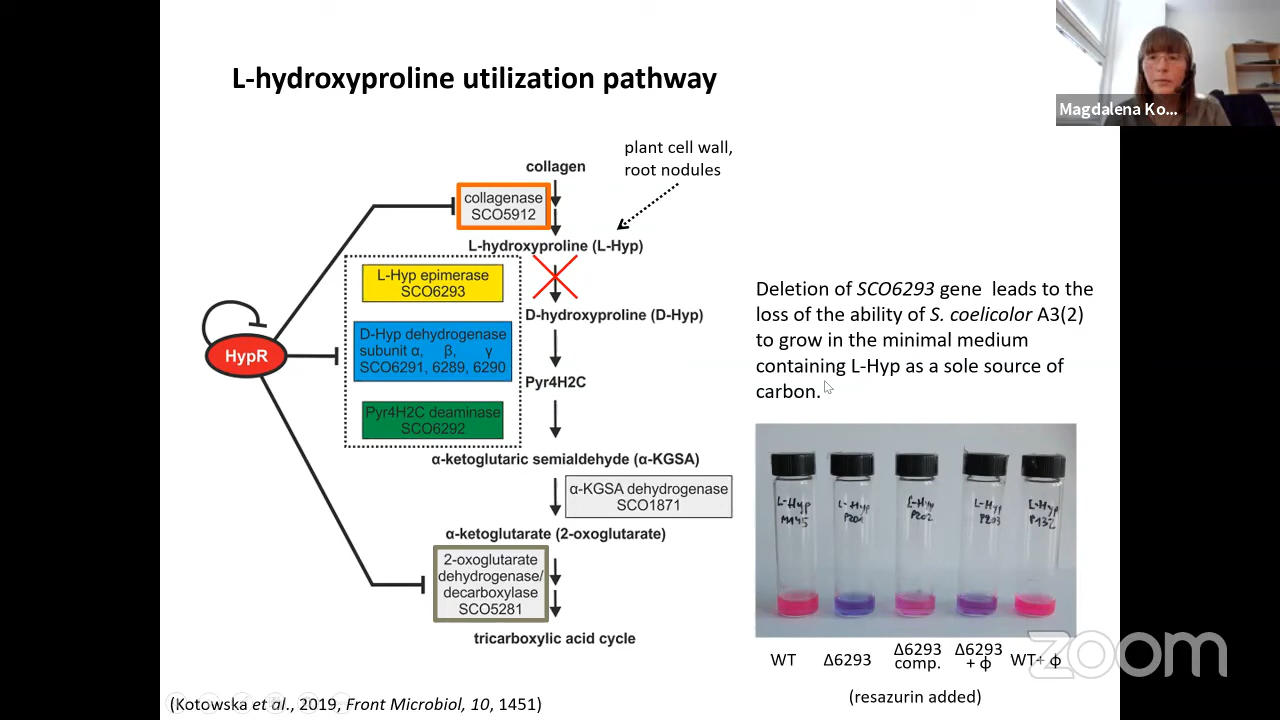 L-hydroxyproline utilization pathway
Magdalena Ko...
plant cell wall,
root nodules
collagen
collagenase
SCO5912
L-hydroxyproline (L-Hyp)
L-Hyp epimerase
SCO6293
D-hydroxyproline (D-Hyp)
D-Hyp dehydrogenase
subunit α, β, γ
SCO6291, 6289, 6290
HypR
Pyr4H2C
Pyr4H2C deaminase
SCO6292
α-ketoglutaric semialdehyde (α-KGSA)
α-KGSA dehydrogenase
SCO1871
α-ketoglutarate (2-oxoglutarate)
2-oxoglutarate
dehydrogenase/
decarboxylase
SCO5281
tricarboxylic acid cycle
(Kotowska et al., 2019, Front Microbiol, 10, 1451)
Deletion of SCO6293 gene leads to the
loss of the ability of S. coelicolor A3(2)
to grow in the minimal medium
containing L-Hyp as a sole source of
carbon.
L-Hyp
M145
L-Hyp
P201
L-Hyp
P202
L-Hyp
P203
L-Hyp
P132
WT
Δ6293
Δ6293
comp.
Δ6293
+ ϕ
WT+ ϕ
(resazurin added)
zoom